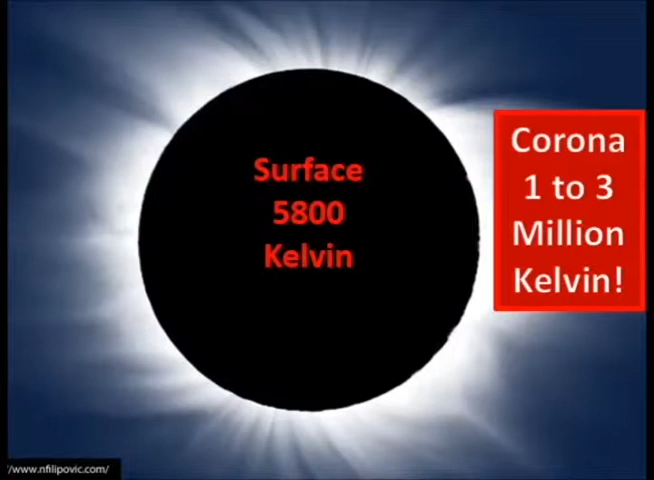 Surface
5800
Kelvin
Corona
1 to 3
Million
Kelvin!
/www.nfilipovic.com/